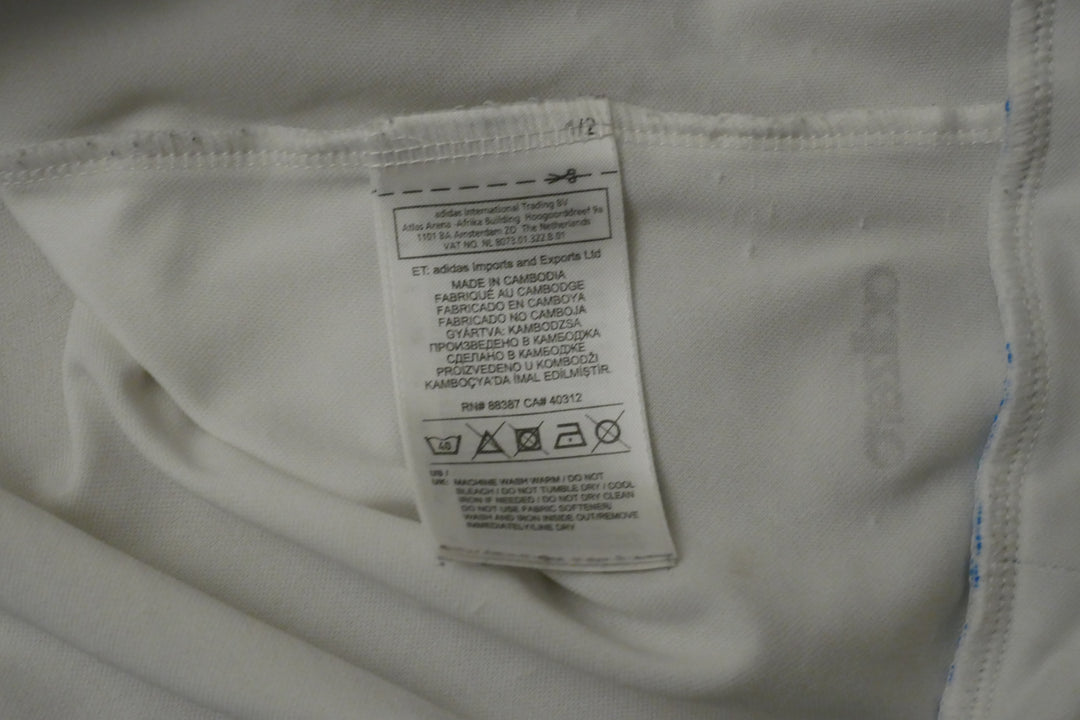 1/2
adidas International Trading BV
Atlas Arena -Afrika Building Hoogoorddreef 9a
1101 BA Amsterdam ZO The Netherlands
VAT NO. NL 8073.01.322.B.01
ET: adidas Imports and Exports Ltd
MADE IN CAMBODIA
FABRIQUÉ AU CAMBODGE
FABRICADO EN CAMBOYA
FABRICADO NO CAMBOJA
GYÁRTVA: KAMBODZSA
ПРОИЗВЕДЕНО В КАМБОДЖА
СДЕЛАНО В КАМБОДЖЕ
PROIZVEDENO U KOMBODŽI
KAMBOÇYA'DA İMAL EDİLMİŞTİR.
RN# 88387 CA# 40312
40
US /
UK: MACHINE WASH WARM / DO NOT
BLEACH / DO NOT TUMBLE DRY / COOL
IRON IF NEEDED / DO NOT DRY CLEAN
DO NOT USE FABRIC SOFTENER/
WASH AND IRON INSIDE OUT/REMOVE
IMMEDIATELY/LINE DRY